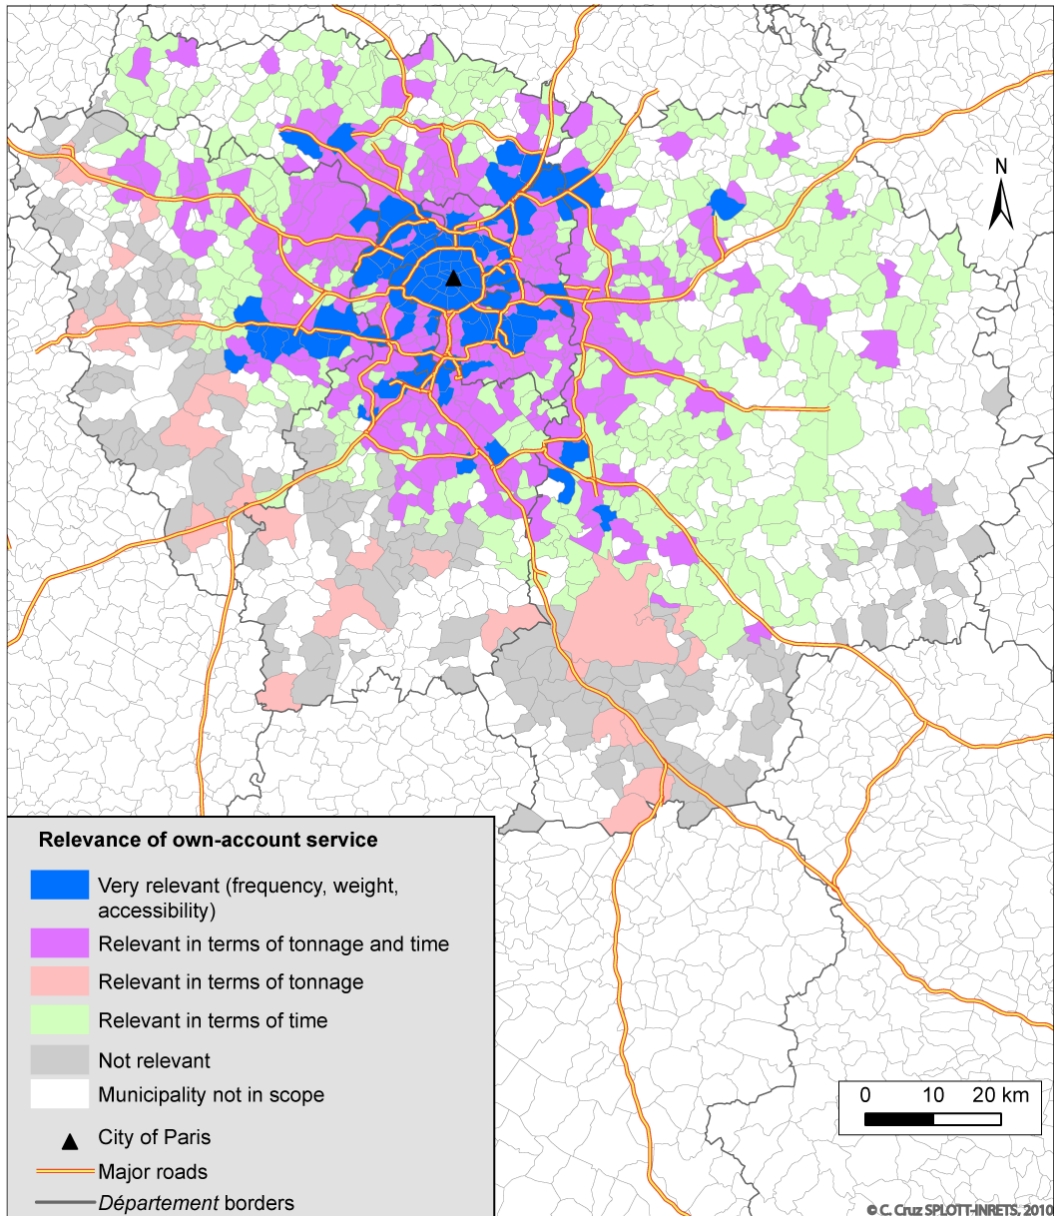 N
Relevance of own-account service
Very relevant (frequency, weight,
accessibility)
Relevant in terms of tonnage and time
Relevant in terms of tonnage
Relevant in terms of time
Not relevant
Municipality not in scope
City of Paris
Major roads
Département borders
0 10 20 km
© C. Cruz SPLOTT-INRETS, 2010